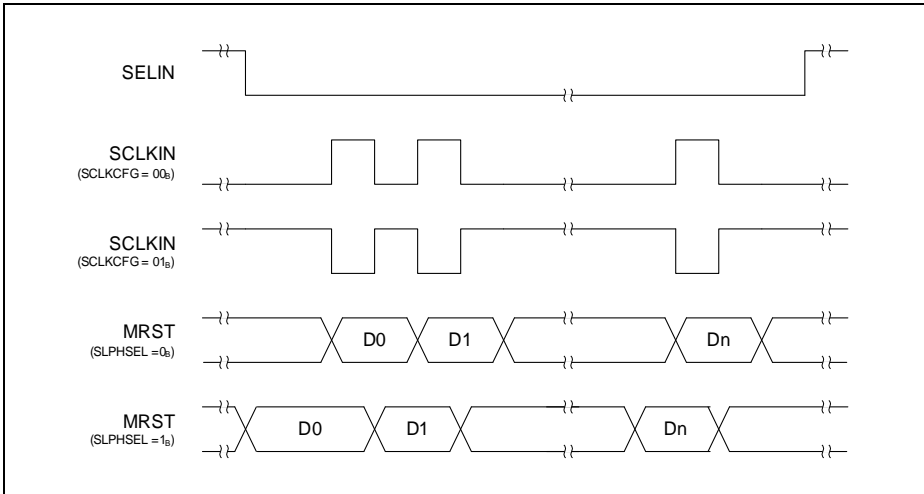 SELIN
SCLKIN
(SCLKCFG = 00B)
SCLKIN
(SCLKCFG = 01B)
MRST
(SLPHSEL =0B)
D0 D1 Dn
MRST
(SLPHSEL =1B)
D0 D1 Dn